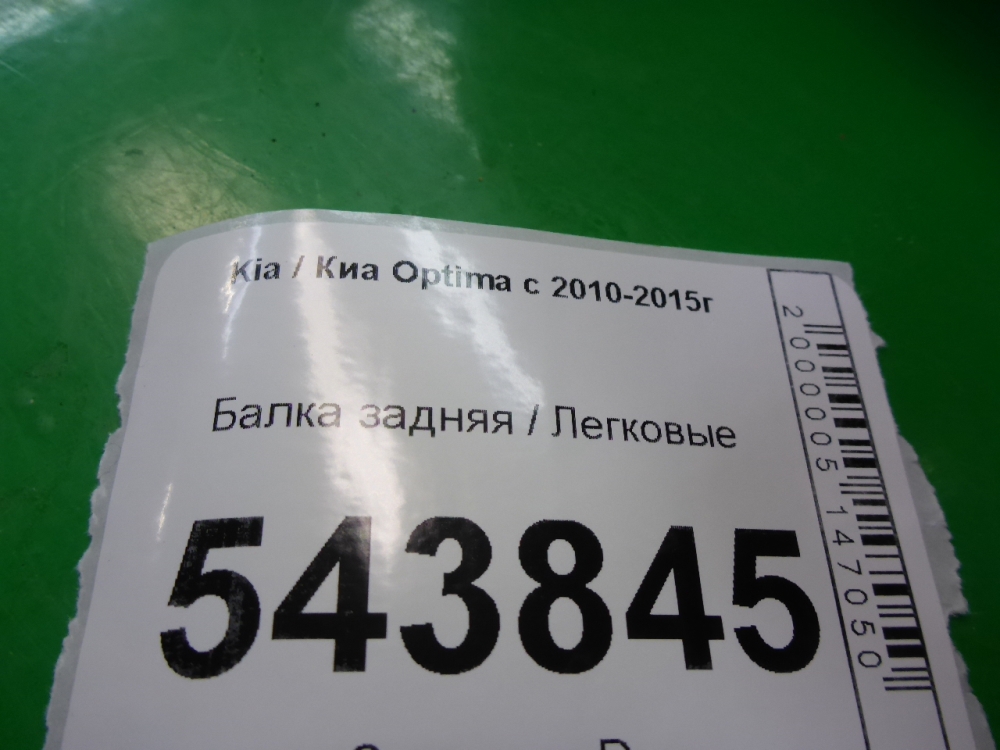 Kia / Киа Optima с 2010-2015г
Балка задняя / Легковые
543845
2000005147050